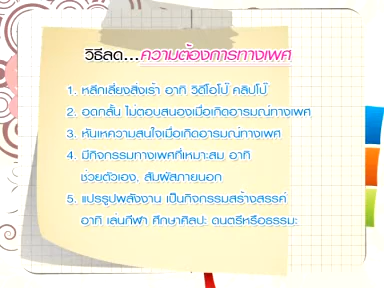 วิธีลด...ความต้องการทางเพศ
1. หลีกเลี่ยงสิ่งเร้า อาทิ วิดีโอโป๊ คลิปโป๊
2. อดกลั้น ไม่ตอบสนองเมื่อเกิดอารมณ์ทางเพศ
3. หันเหความสนใจเมื่อเกิดอารมณ์ทางเพศ
4. มีกิจกรรมทางเพศที่เหมาะสม อาทิ
ช่วยตัวเอง, สัมผัสภายนอก
5. แปรรูปพลังงาน เป็นกิจกรรมสร้างสรรค์
อาทิ เล่นกีฬา ศึกษาศิลปะ ดนตรีหรือธรรมะ